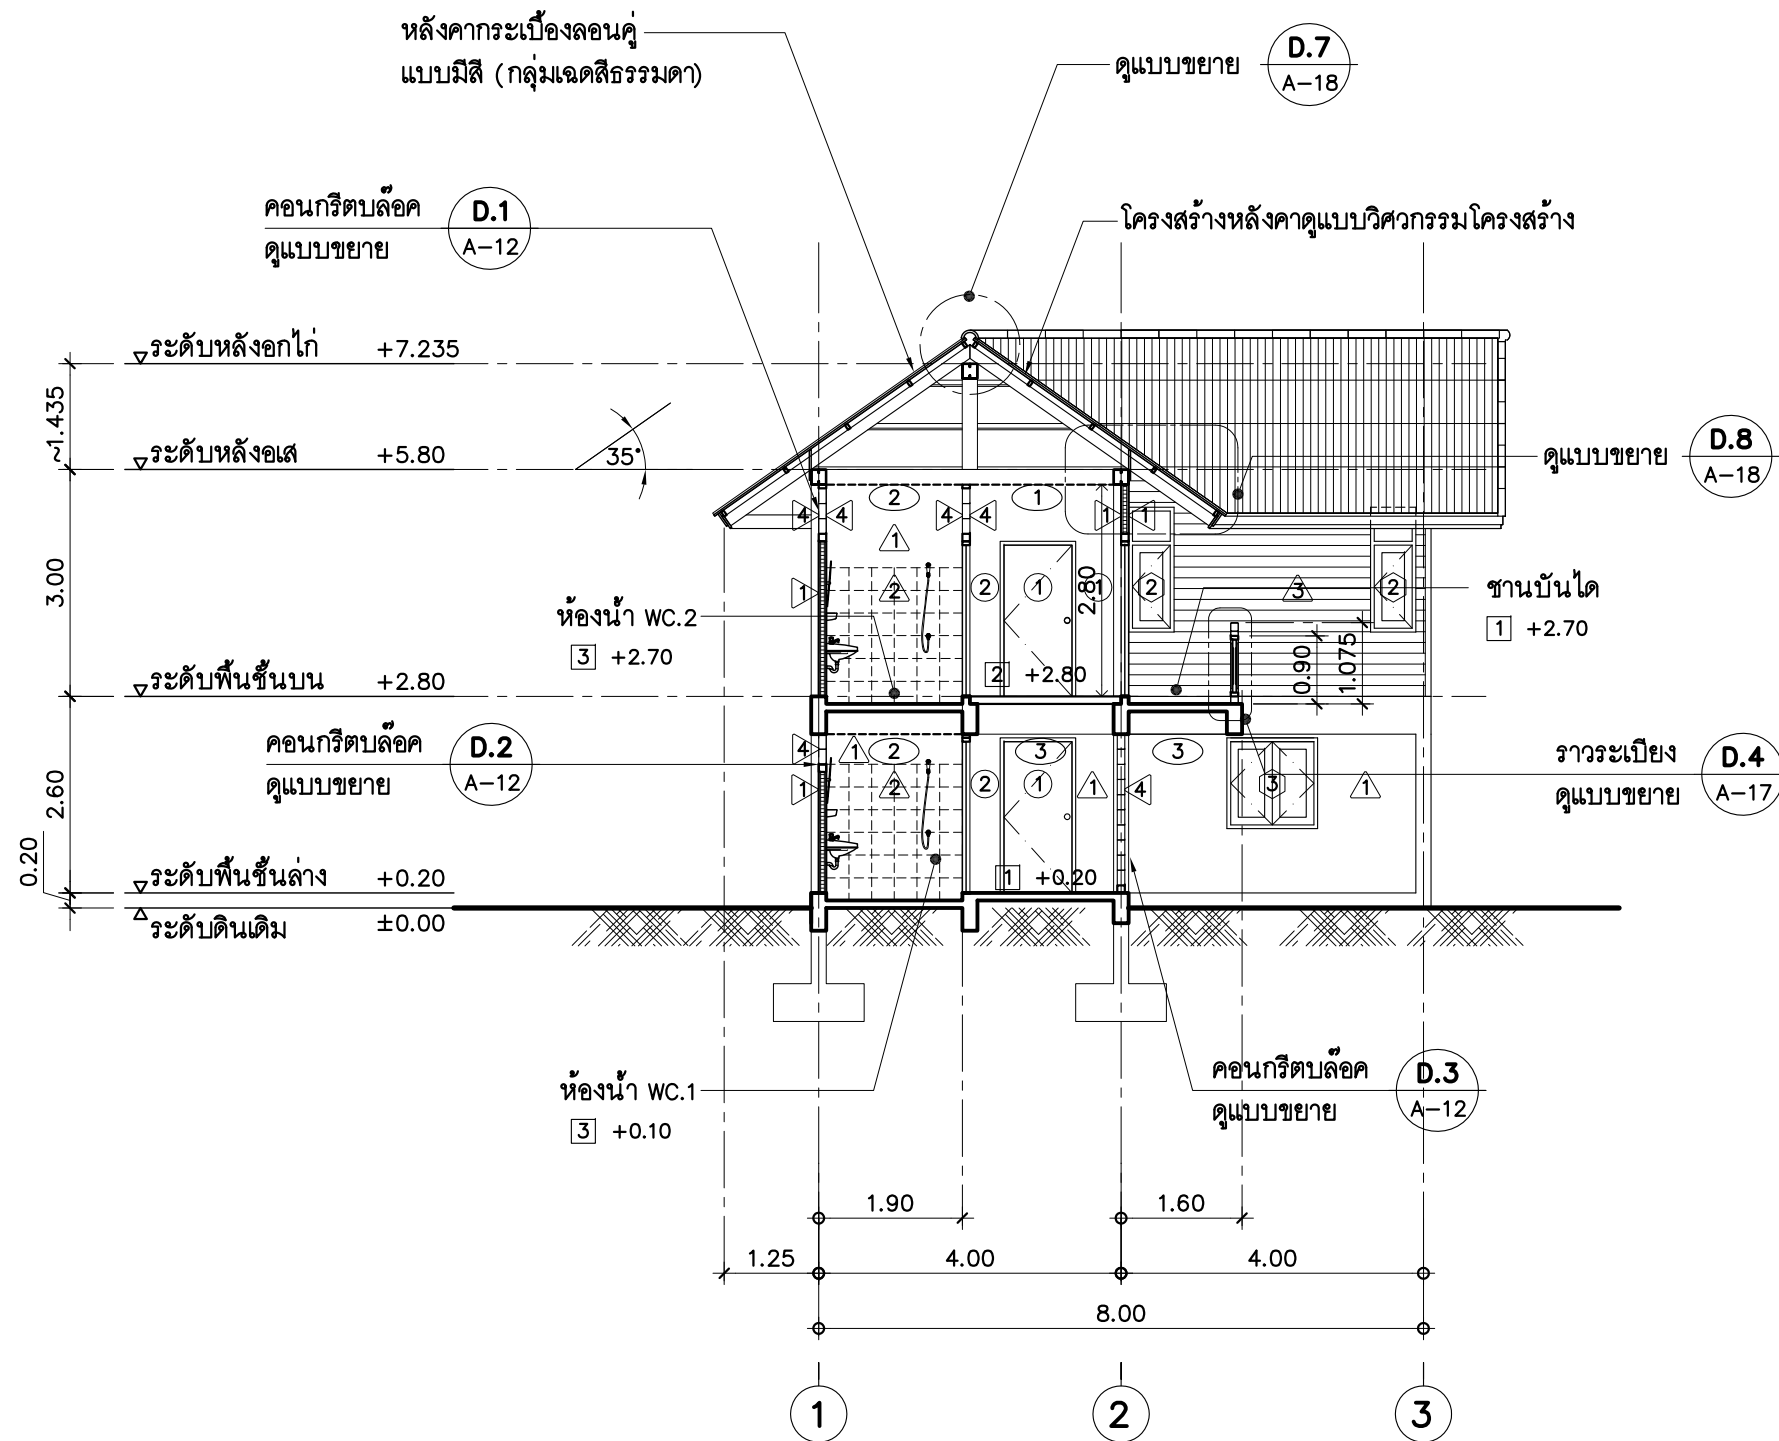 หลังคากระเบื้องลอนคู่
แบบมีสี (กลุ่มเฉดสีธรรมดา)
ดูแบบขยาย
D.7
A-18
คอนกรีตบล๊อค
ดูแบบขยาย
D.1
A-12
โครงสร้างหลังคาดูแบบวิศวกรรมโครงสร้าง
ระดับหลังอกไก่ +7.235
~1.435
ระดับหลังอเส +5.80
35°
ดูแบบขยาย
D.8
A-18
2 1
4 4 4 4 1 1
1
3.00
1 2 2 1 2.80 1 2 3 2
ห้องน้ำ WC.2
3 +2.70
ชานบันได
1 +2.70
2 +2.80
0.90
1.075
ระดับพื้นชั้นบน +2.80
คอนกรีตบล๊อค
ดูแบบขยาย
D.2
A-12
4 1 2 3 3
1 2 2 1 1 4 3 1
ราวระเบียง
ดูแบบขยาย
D.4
A-17
2.60
0.20
1 +0.20
ระดับพื้นชั้นล่าง +0.20
ระดับดินเดิม ±0.00
ห้องน้ำ WC.1
3 +0.10
คอนกรีตบล๊อค
ดูแบบขยาย
D.3
A-12
1.90 1.60
1.25 4.00 4.00
8.00
1 2 3